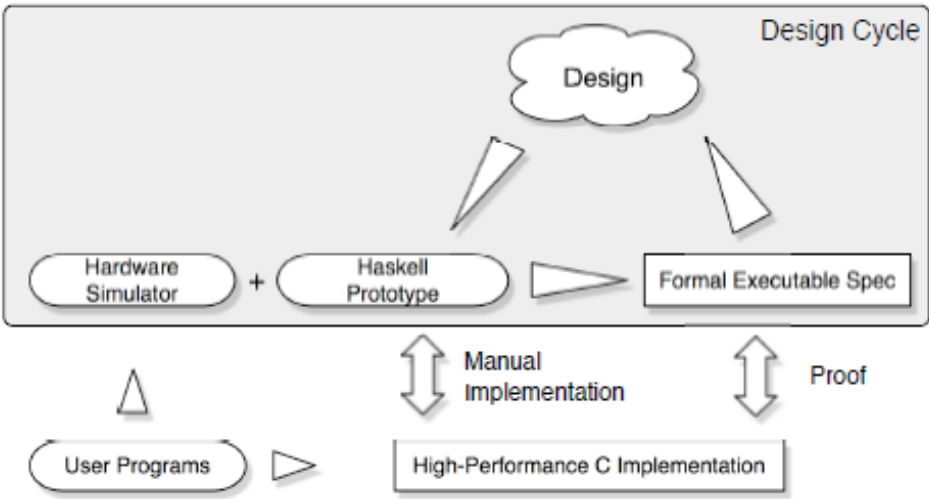 Design Cycle
Design
Hardware
Simulator
+
Haskell
Prototype
Formal Executable Spec
Manual
Implementation
Proof
User Programs
High-Performance C Implementation